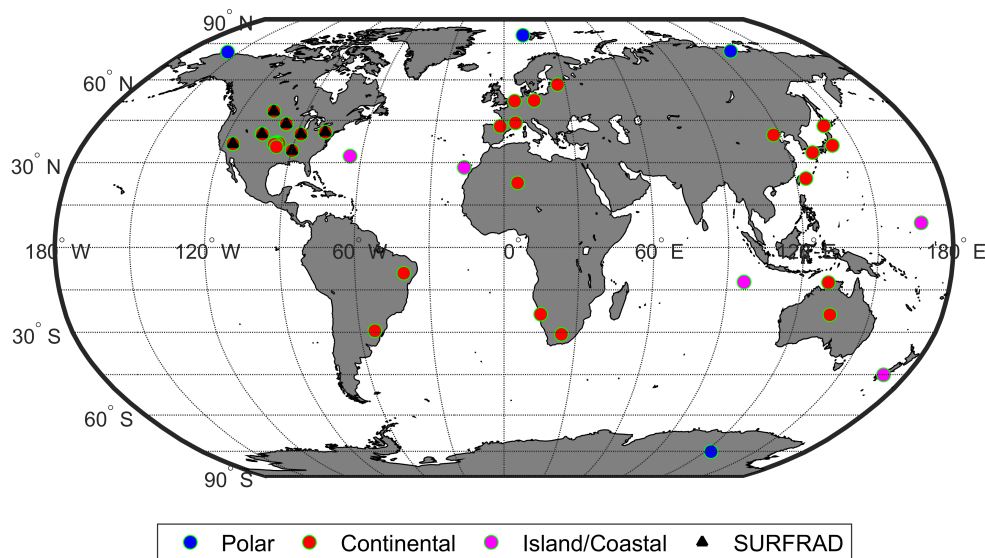 90° N
60° N
30° N
180° W 120° W 60° W 0° 60° E 120° E 180° E
30° S
60° S
90° S
Polar Continental Island/Coastal SURFRAD